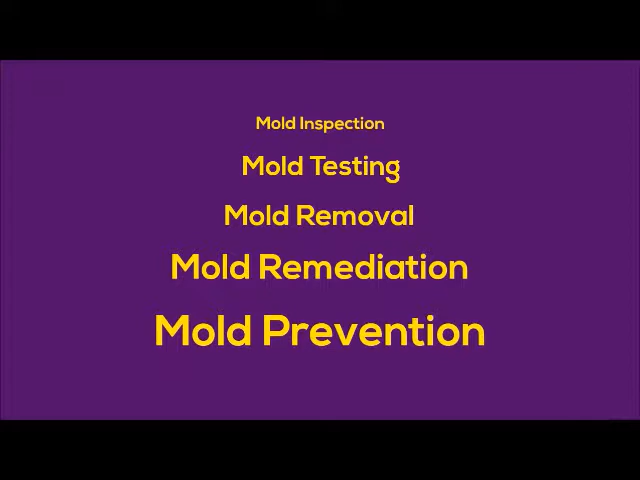 Mold Inspection
Mold Testing
Mold Removal
Mold Remediation
Mold Prevention